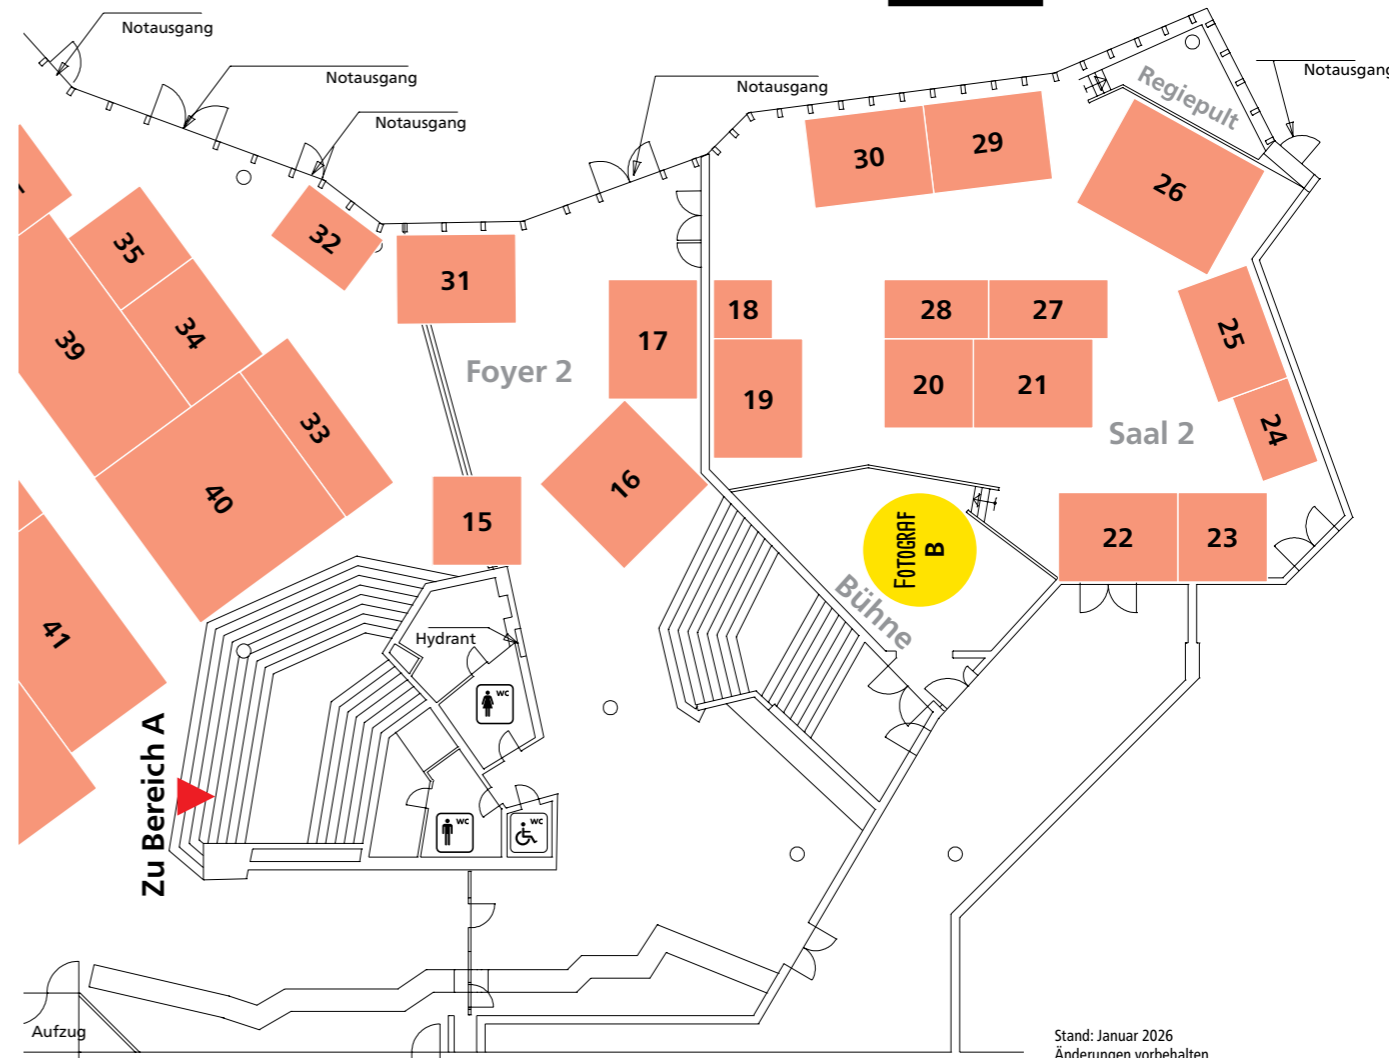 Notausgang
Notausgang
Notausgang
Notausgang
Notausgang
Regiepult
30
29
26
35
32
31
34
39
17
18
28
27
25
Foyer 2
19
20
21
24
Saal 2
33
40
16
15
22
23
FOTOGRAF
B
Bühne
41
Hydrant
WC
WC
WC
Zu Bereich A
Aufzug
Stand: Januar 2026
Änderungen vorbehalten